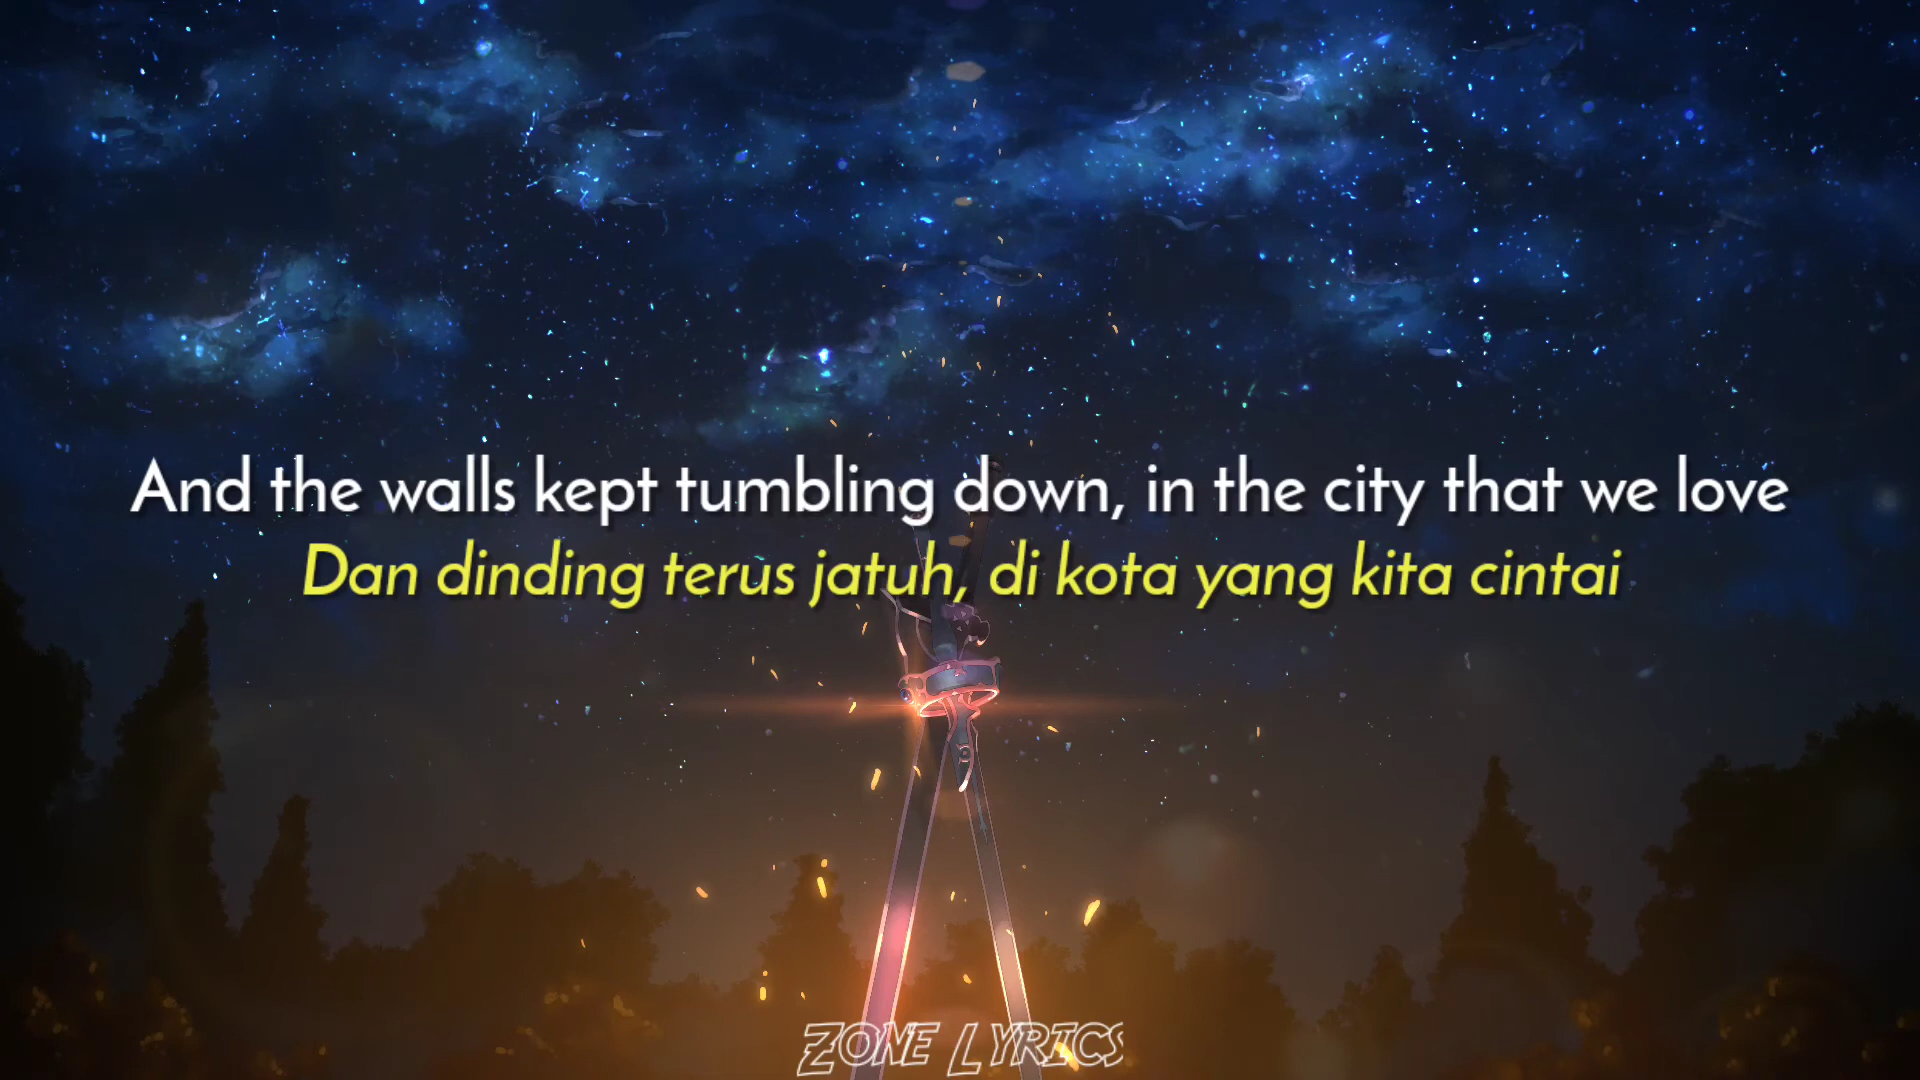 And the walls kept tumbling down, in the city that we love
Dan dinding terus jatuh, di kota yang kita cintai
Zone Lyrics